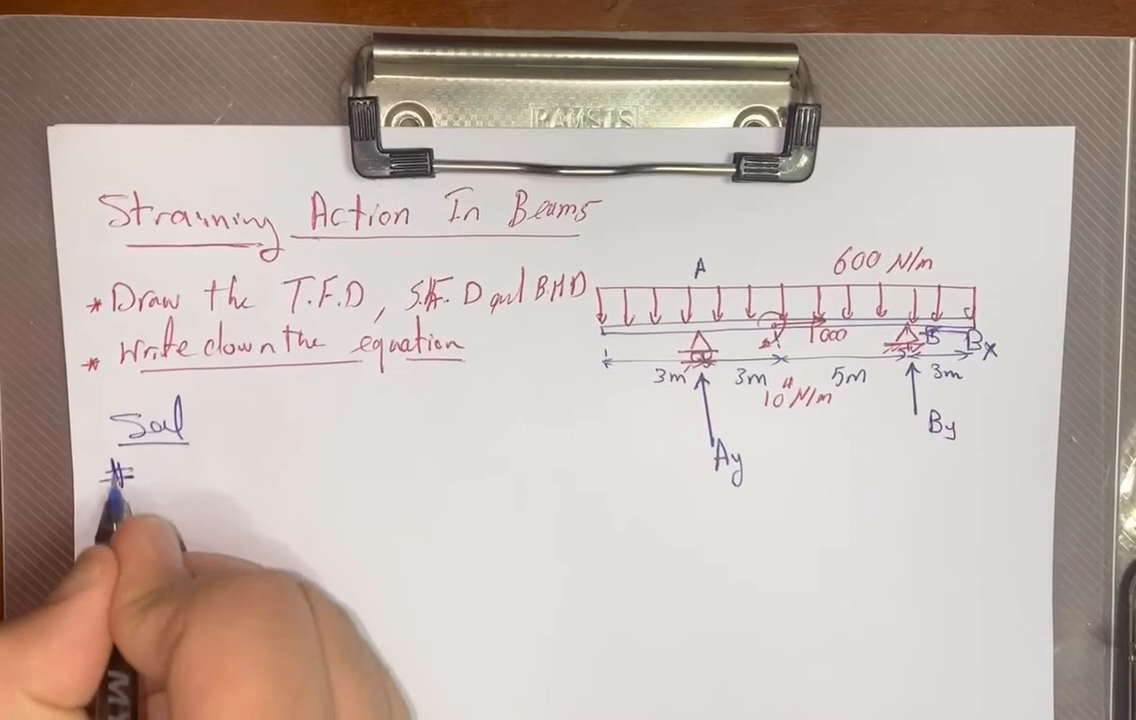 RAMSIS
Straining Action In Beams
* Draw the T.F.D, S.F.D and B.M.D
* Write down the equation
Sol
#
A
600 N/m
1000
B
Bx
3m
3m
5m
3m
10 N/m
Ay
By